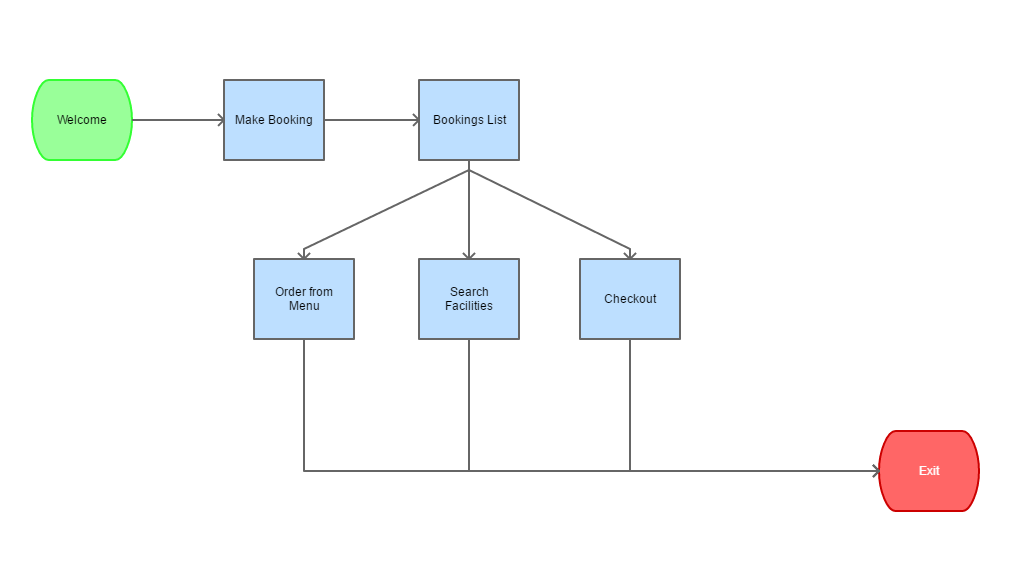 Welcome
Make Booking
Bookings List
Order from
Menu
Search
Facilities
Checkout
Exit